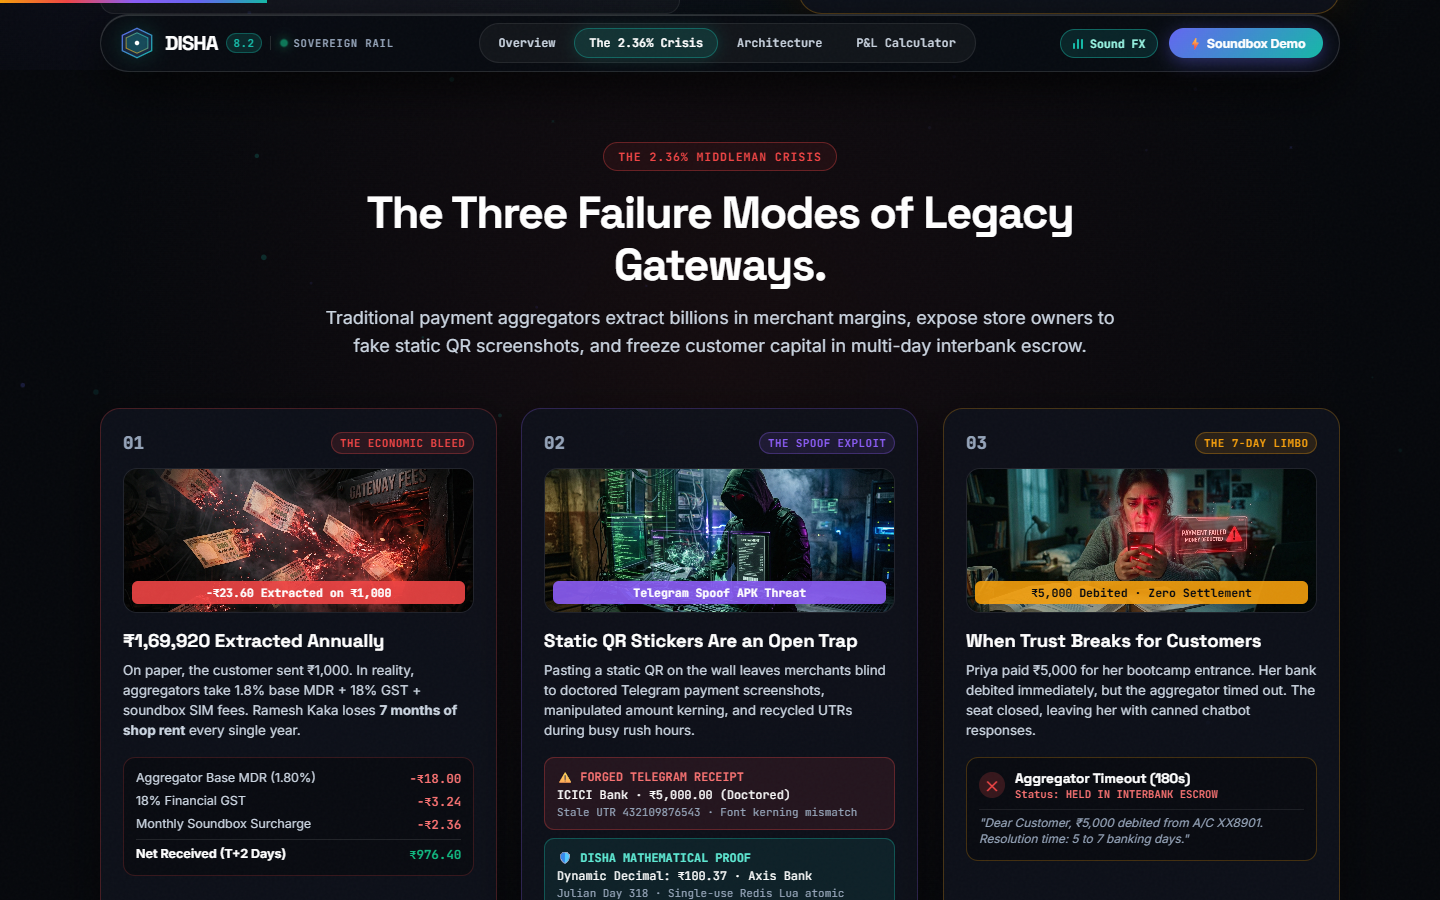 DISHA 8.2 SOVEREIGN RAIL
Overview
The 2.36% Crisis
Architecture
P&L Calculator
Sound FX
Soundbox Demo
THE 2.36% MIDDLEMAN CRISIS
The Three Failure Modes of Legacy
Gateways.
Traditional payment aggregators extract billions in merchant margins, expose store owners to
fake static QR screenshots, and freeze customer capital in multi-day interbank escrow.
01
THE ECONOMIC BLEED
GATEWAY FEES
-₹23.60 Extracted on ₹1,000
₹1,69,920 Extracted Annually
On paper, the customer sent ₹1,000. In reality,
aggregators take 1.8% base MDR + 18% GST +
soundbox SIM fees. Ramesh Kaka loses 7 months of
shop rent every single year.
Aggregator Base MDR (1.80%) -₹18.00
18% Financial GST -₹3.24
Monthly Soundbox Surcharge -₹2.36
Net Received (T+2 Days) ₹976.40
02
THE SPOOF EXPLOIT
Telegram Spoof APK Threat
Static QR Stickers Are an Open Trap
Pasting a static QR on the wall leaves merchants blind
to doctored Telegram payment screenshots,
manipulated amount kerning, and recycled UTRs
during busy rush hours.
FORGED TELEGRAM RECEIPT
ICICI Bank · ₹5,000.00 (Doctored)
Stale UTR 432109876543 · Font kerning mismatch
DISHA MATHEMATICAL PROOF
Dynamic Decimal: ₹100.37 · Axis Bank
Julian Day 318 · Single-use Redis Lua atomic
03
THE 7-DAY LIMBO
PAYMENT FAILED
MONEY DEDUCTED
₹5,000 Debited · Zero Settlement
When Trust Breaks for Customers
Priya paid ₹5,000 for her bootcamp entrance. Her bank
debited immediately, but the aggregator timed out. The
seat closed, leaving her with canned chatbot
responses.
Aggregator Timeout (180s)
Status: HELD IN INTERBANK ESCROW
"Dear Customer, ₹5,000 debited from A/C XX8901.
Resolution time: 5 to 7 banking days."